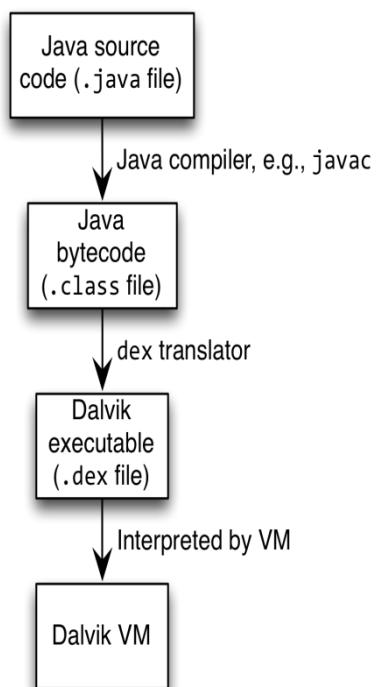 Java source
code (.java file)
Java compiler, e.g., javac
Java
bytecode
(.class file)
dex translator
Dalvik
executable
(.dex file)
Interpreted by VM
Dalvik VM